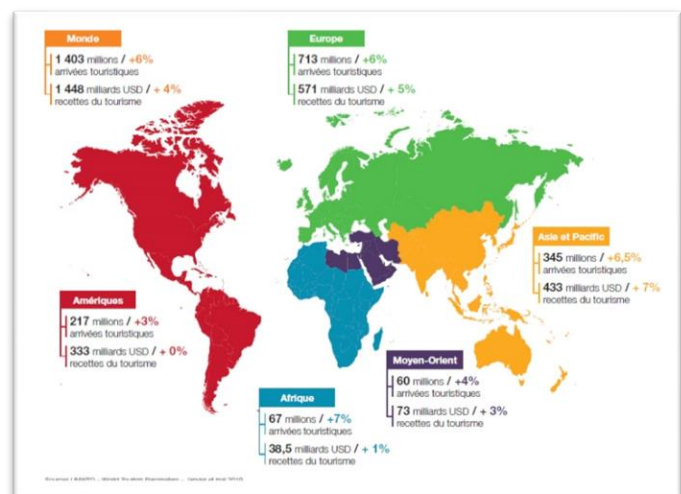 Monde
1 403 millions / +6%
arrivées touristiques
1 448 milliards USD / + 4%
recettes du tourisme
Europe
713 millions / +6%
arrivées touristiques
571 milliards USD / + 5%
recettes du tourisme
Asie et Pacific
345 millions / +6,5%
arrivées touristiques
433 milliards USD / + 7%
recettes du tourisme
Amériques
217 millions / +3%
arrivées touristiques
333 milliards USD / + 0%
recettes du tourisme
Moyen-Orient
60 millions / +4%
arrivées touristiques
73 milliards USD / + 3%
recettes du tourisme
Afrique
67 millions / +7%
arrivées touristiques
38,5 milliards USD / + 1%
recettes du tourisme